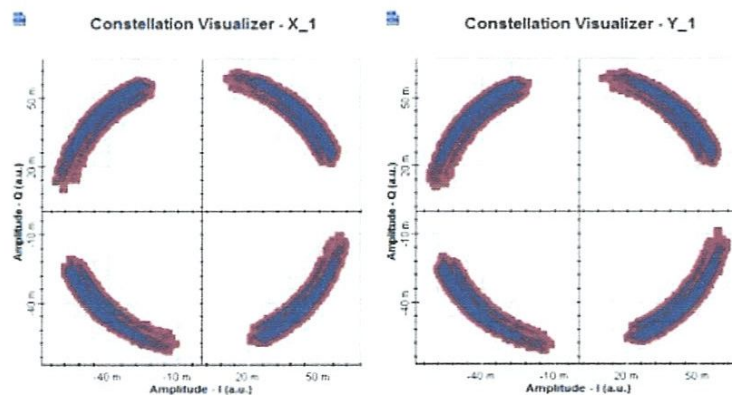 Constellation Visualizer - X_1
Amplitude - Q (a.u.)
50 m
20 m
-10 m
-40 m
-40 m -10 m 20 m 50 m
Amplitude - I (a.u.)
Constellation Visualizer - Y_1
Amplitude - Q (a.u.)
50 m
20 m
-10 m
-40 m
-40 m -10 m 20 m 50 m
Amplitude - I (a.u.)